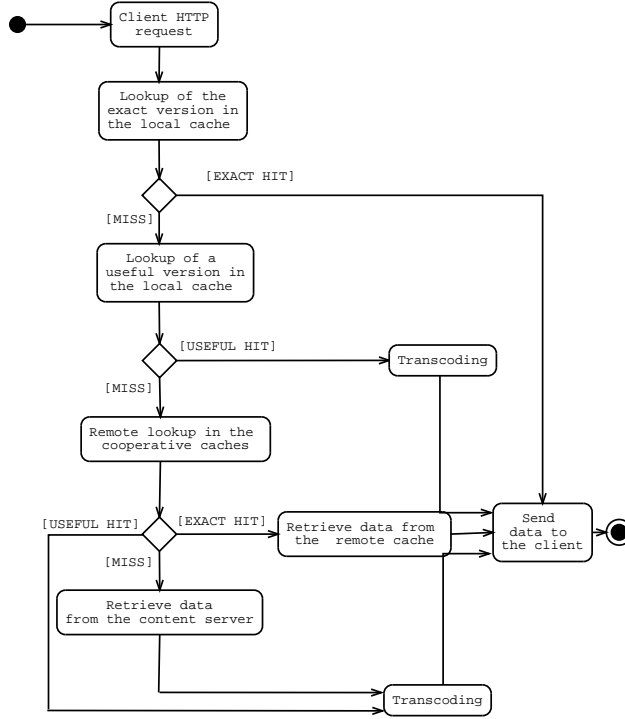 Client HTTP
request
Lookup of the
exact version in
the local cache
[EXACT HIT]
[MISS]
Lookup of a
useful version in
the local cache
[USEFUL HIT]
Transcoding
[MISS]
Remote lookup in the
cooperative caches
[USEFUL HIT]
[EXACT HIT]
Retrieve data from
the remote cache
Send
data to
the client
[MISS]
Retrieve data
from the content server
Transcoding